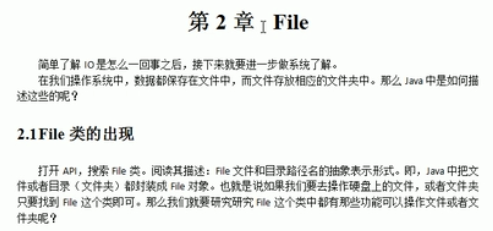 第 2 章 File
简单了解 IO 是怎么一回事之后，接下来就要进一步做系统了解。
在我们操作系统中，数据都保存在文件中，而文件存放相应的文件夹中。那么 Java 中是如何描
述这些的呢？
2.1File 类的出现
打开 API，搜索 File 类。阅读其描述：File 文件和目录路径名的抽象表示形式。即，Java 中把文
件或者目录（文件夹）都封装成 File 对象。也就是说如果我们要去操作硬盘上的文件，或者文件夹
只要找到 File 这个类即可。那么我们就要研究研究 File 这个类中都有那些功能可以操作文件或者文
件夹呢？